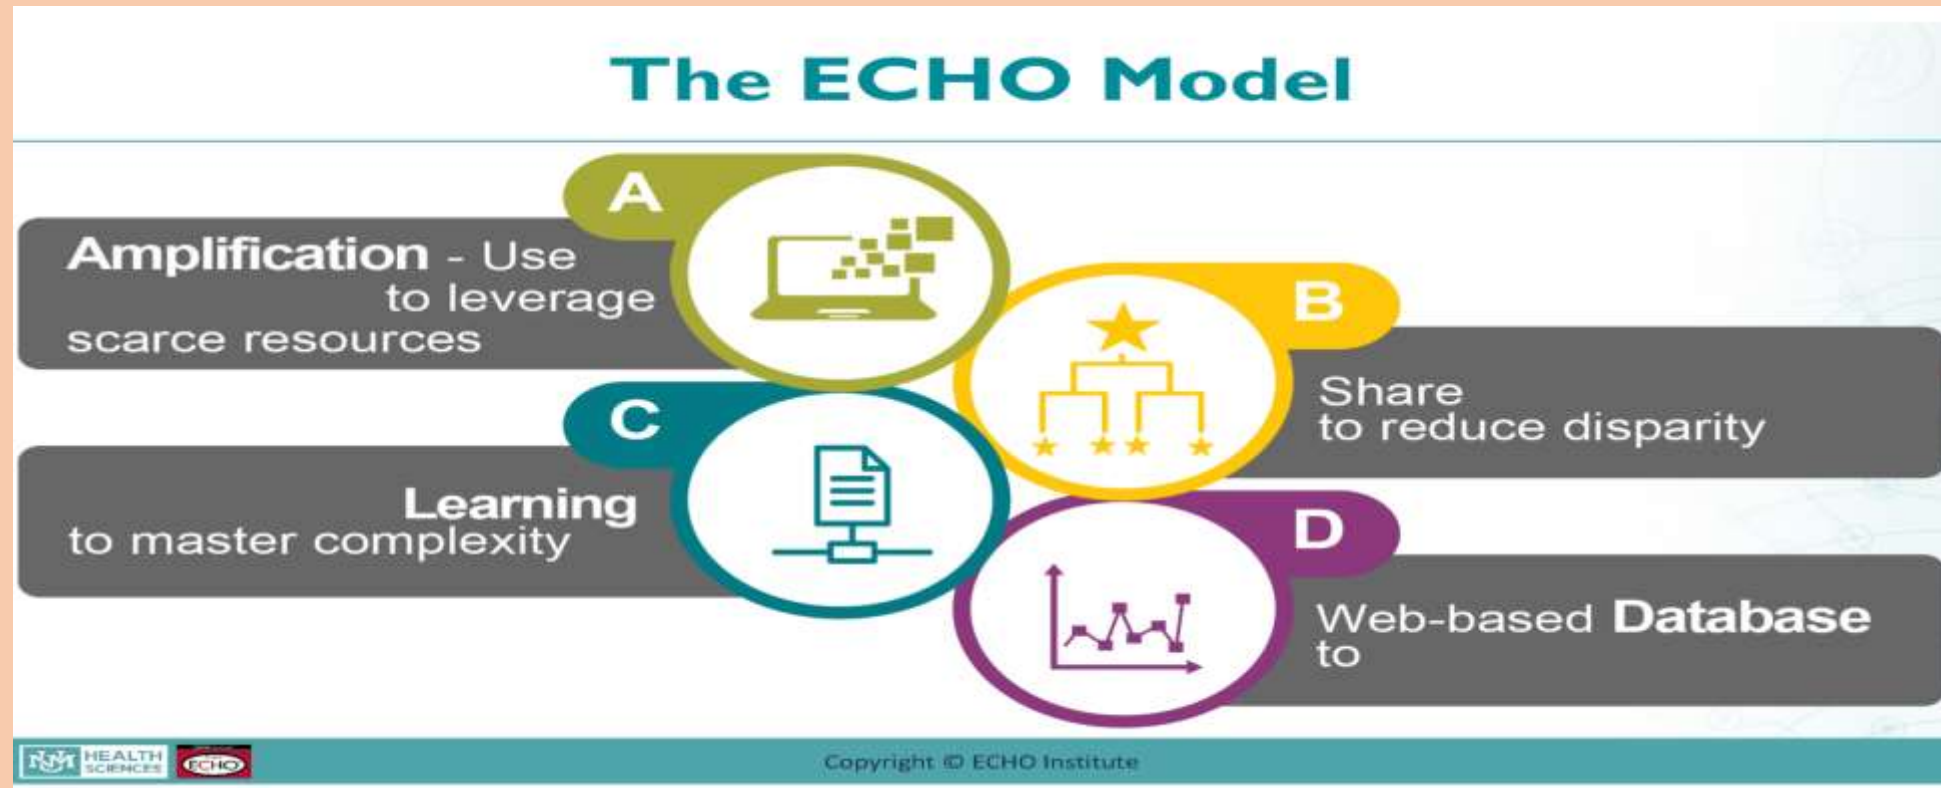 The ECHO Model
A
Amplification - Use
to leverage
scarce resources
B
Share
to reduce disparity
C
Learning
to master complexity
D
Web-based Database
to
UNM HEALTH
SCIENCES
ECHO
Copyright © ECHO Institute